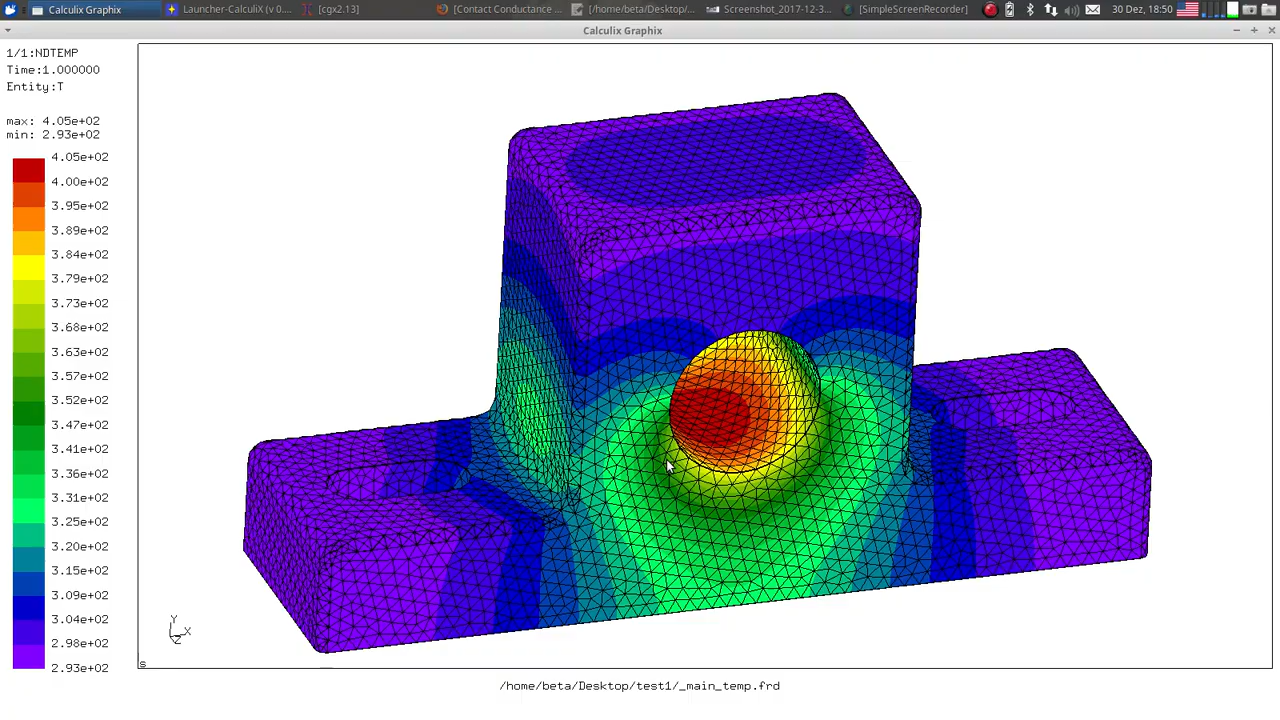 Calculix Graphix
Launcher-CalculiX (v 0....
[cgx2.13]
[Contact Conductance ...
[/home/beta/Desktop/...
Screenshot_2017-12-3...
[SimpleScreenRecorder]
30 Dez, 18:50
Calculix Graphix
1/1:NDTEMP
Time:1.000000
Entity:T
max: 4.05e+02
min: 2.93e+02
4.05e+02
4.00e+02
3.95e+02
3.89e+02
3.84e+02
3.79e+02
3.73e+02
3.68e+02
3.63e+02
3.57e+02
3.52e+02
3.47e+02
3.41e+02
3.36e+02
3.31e+02
3.25e+02
3.20e+02
3.15e+02
3.09e+02
3.04e+02
2.98e+02
2.93e+02
Y
X
Z
s
/home/beta/Desktop/test1/_main_temp.frd